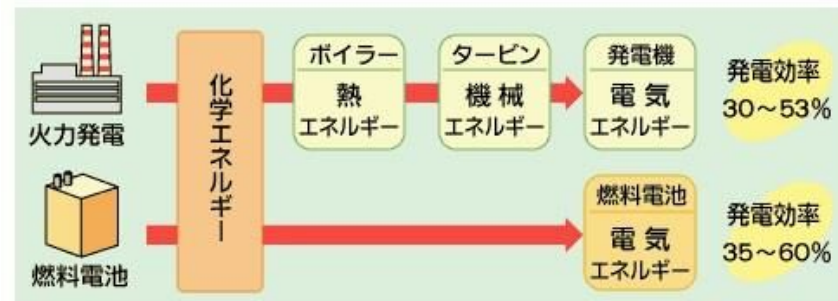 火力発電
化学エネルギー
ボイラー
熱
エネルギー
タービン
機械
エネルギー
発電機
電気
エネルギー
発電効率
30～53%
燃料電池
燃料電池
電気
エネルギー
発電効率
35～60%